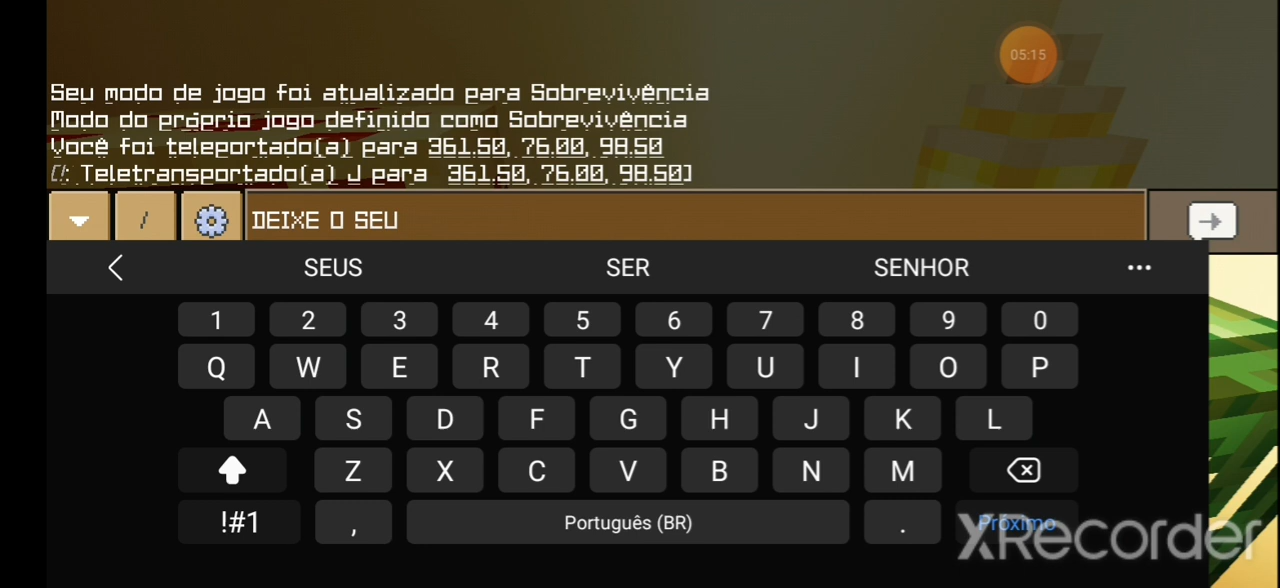 05:15
Seu modo de jogo foi atualizado para Sobrevivência
Modo do próprio jogo definido como Sobrevivência
Você foi teleportado(a) para 361.50, 76.00, 98.50
[!: Teletransportado(a) J para 361.50, 76.00, 98.50]
/ DEIXE O SEU
SEUS SER SENHOR ...
1 2 3 4 5 6 7 8 9 0
Q W E R T Y U I O P
A S D F G H J K L
Z X C V B N M
!#1 , Português (BR) . Próximo
XRecorder